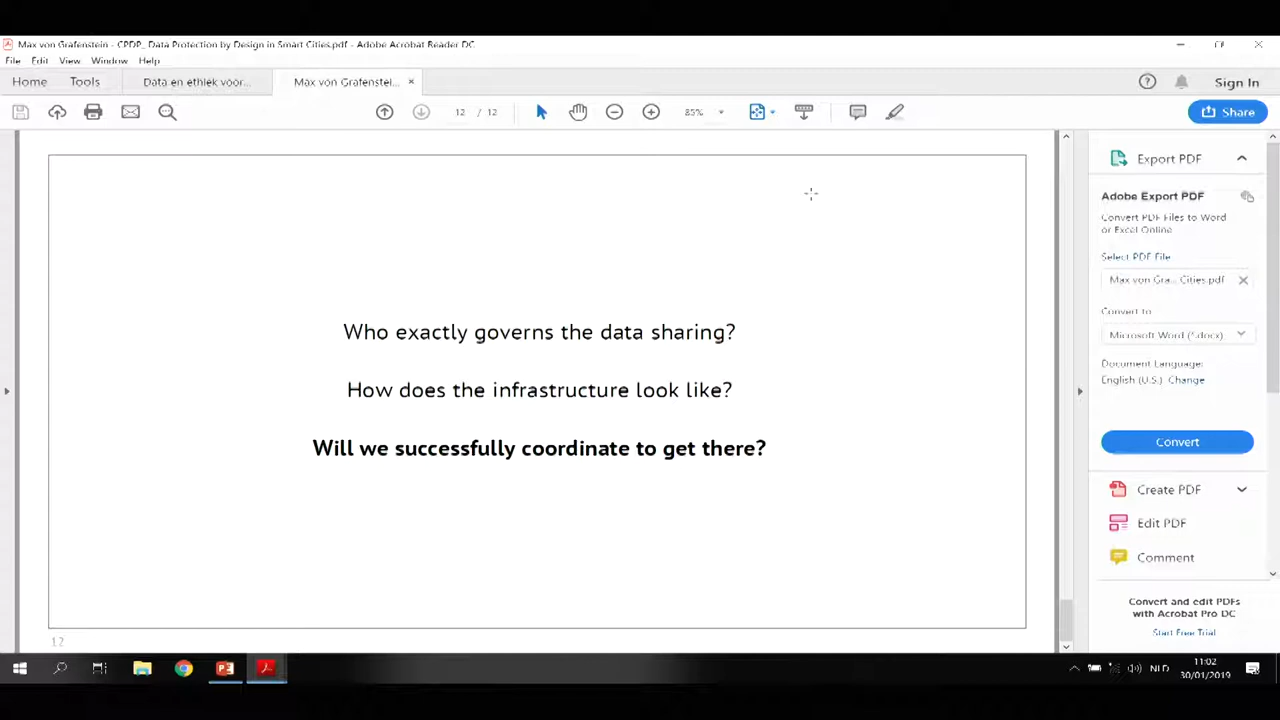 Max von Grafenstein - CPDP_ Data Protection by Design in Smart Cities.pdf - Adobe Acrobat Reader DC
File Edit View Window Help
Home Tools Data en ethiek voor... Max von Grafenstei... × Sign In
12 / 12 85% Share
Who exactly governs the data sharing?
How does the infrastructure look like?
Will we successfully coordinate to get there?
12
Export PDF
Adobe Export PDF
Convert PDF Files to Word
or Excel Online
Select PDF File
Max von Gra... Cities.pdf
Convert to
Microsoft Word (*.docx)
Document Language:
English (U.S.) Change
Convert
Create PDF
Edit PDF
Comment
Convert and edit PDFs
with Acrobat Pro DC
Start Free Trial
NLD 11:02
30/01/2019